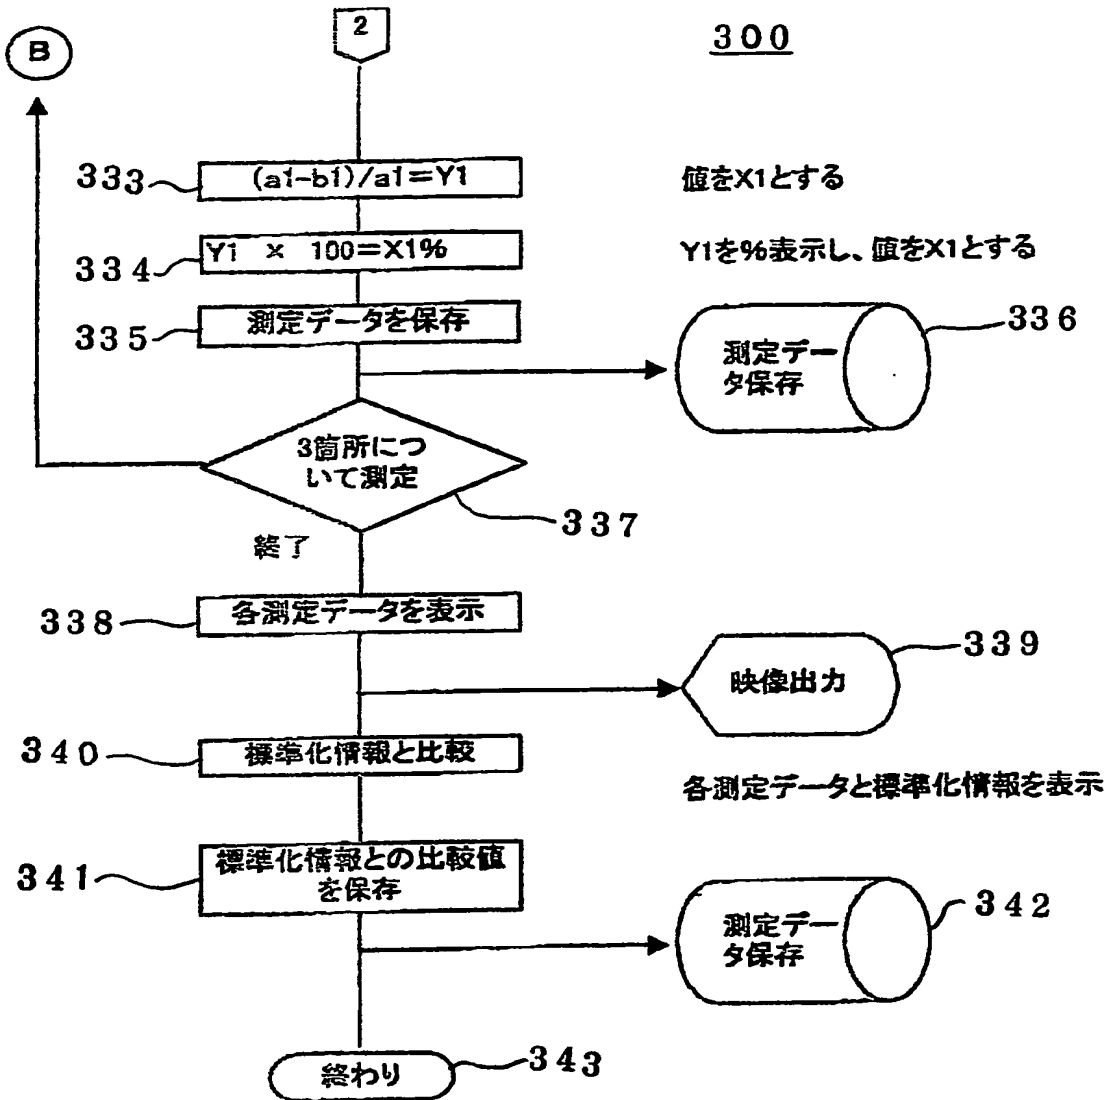 B
2
300
333
(a1-b1)/a1=Y1
値をX1とする
334
Y1 × 100=X1%
Y1を%表示し、値をX1とする
335
測定データを保存
336
測定デー
タ保存
3箇所につ
いて測定
337
終了
338
各測定データを表示
339
映像出力
340
標準化情報と比較
各測定データと標準化情報を表示
341
標準化情報との比較値
を保存
342
測定デー
タ保存
終わり
343